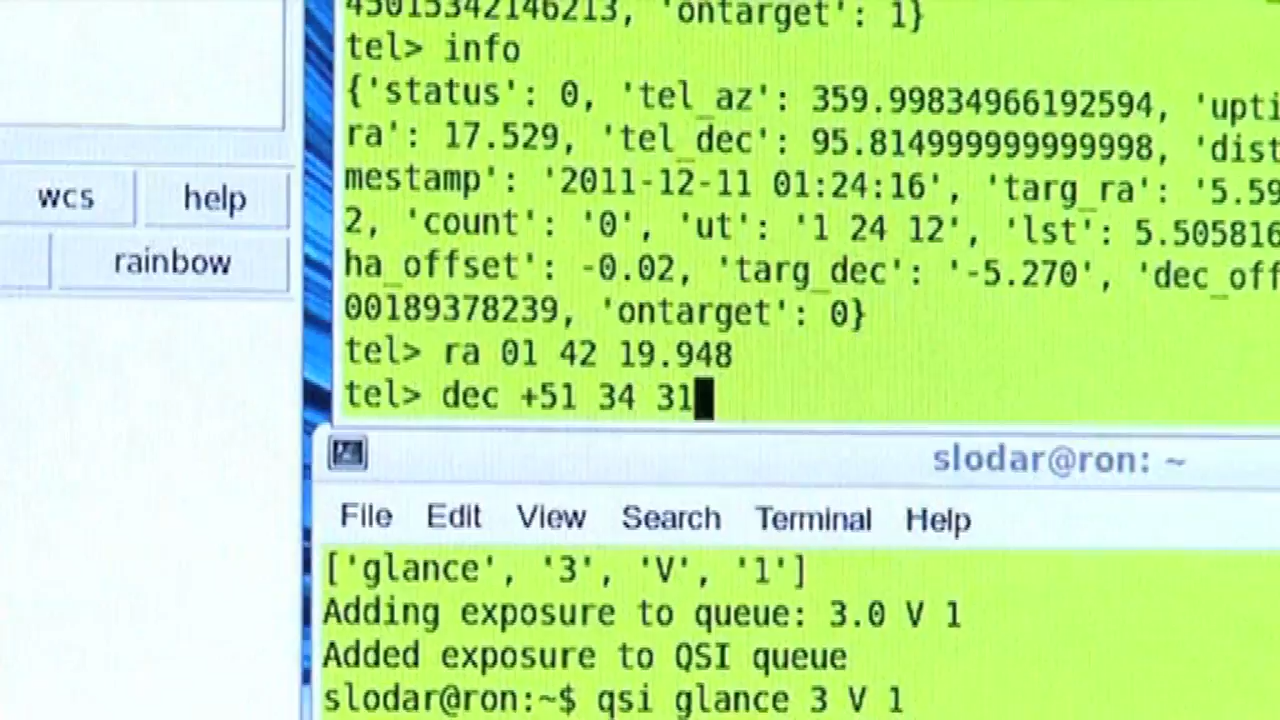 45015342146213, 'ontarget': 1}
tel> info
{'status': 0, 'tel_az': 359.99834966192594, 'upti
ra': 17.529, 'tel_dec': 95.814999999999998, 'dist
mestamp': '2011-12-11 01:24:16', 'targ_ra': '5.59
2, 'count': '0', 'ut': '1 24 12', 'lst': 5.505816
ha_offset': -0.02, 'targ_dec': '-5.270', 'dec_off
00189378239, 'ontarget': 0}
tel> ra 01 42 19.948
tel> dec +51 34 31
wcs help
rainbow
slodar@ron: ~
File Edit View Search Terminal Help
['glance', '3', 'V', '1']
Adding exposure to queue: 3.0 V 1
Added exposure to QSI queue
slodar@ron:~$ qsi glance 3 V 1